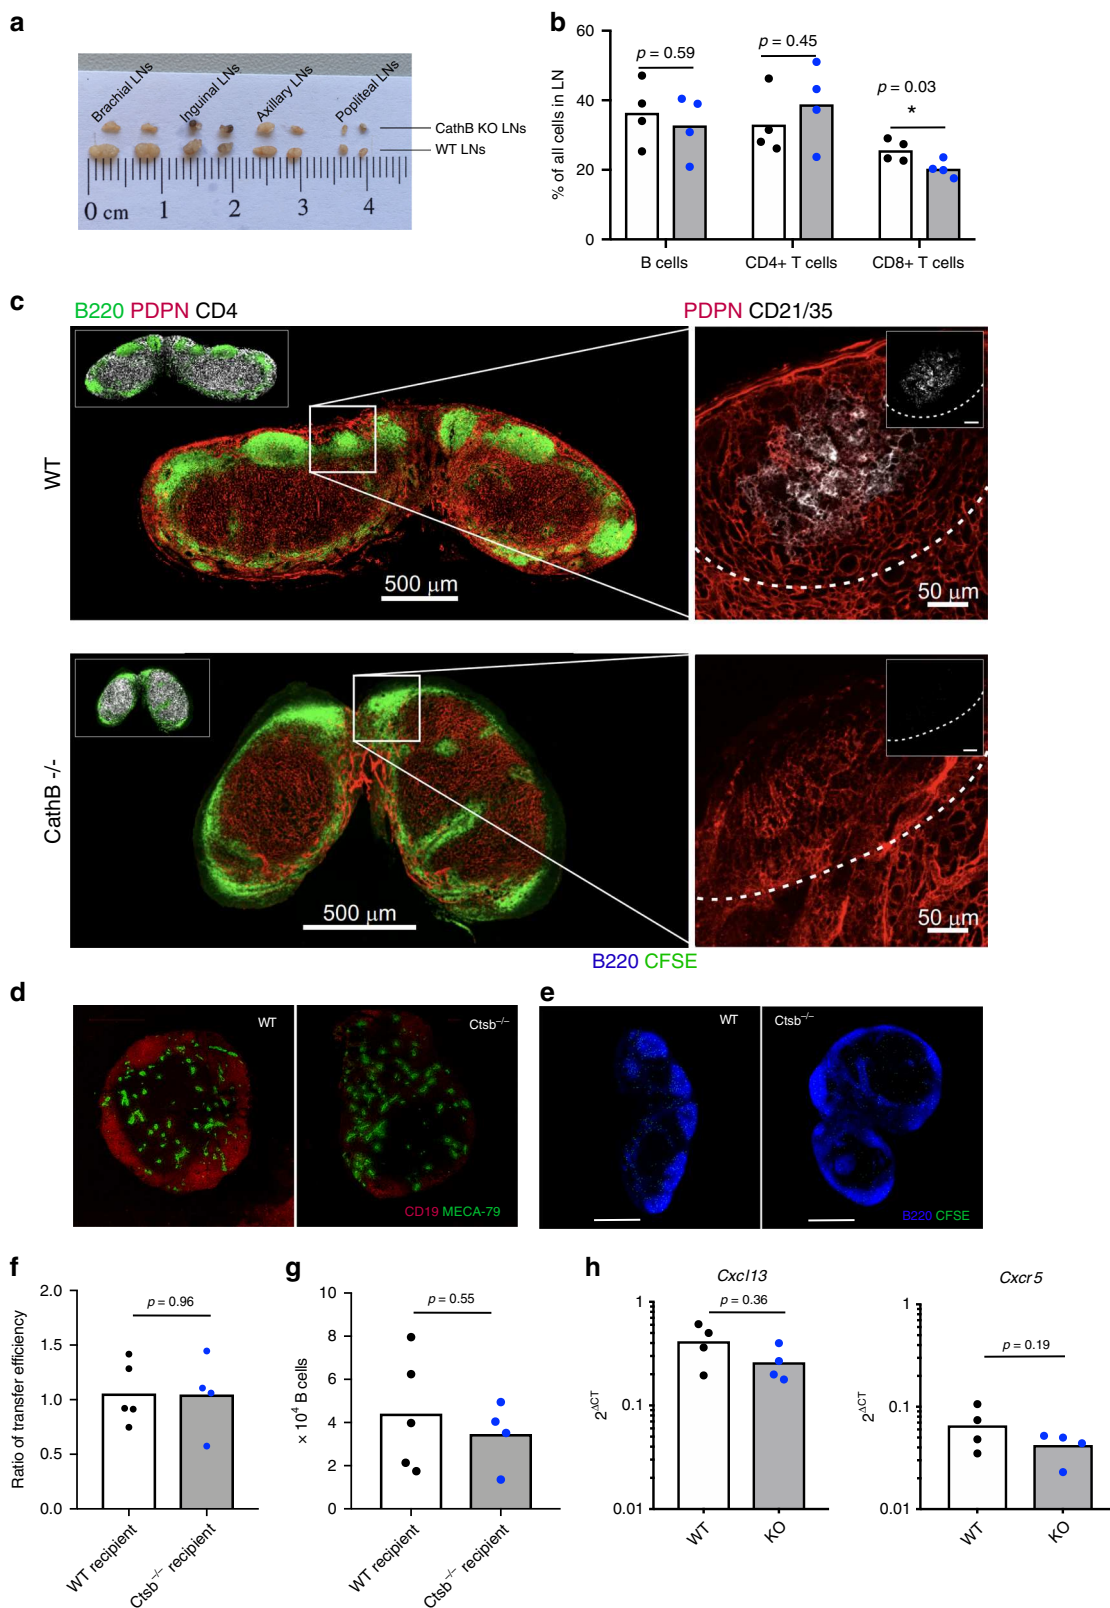 a
Brachial LNs
Inguinal LNs
Axillary LNs
Popliteal LNs
CathB KO LNs
WT LNs
0 cm 1 2 3 4
b
% of all cells in LN
60
40
20
0
p = 0.59
p = 0.45
p = 0.03
*
B cells
CD4+ T cells
CD8+ T cells
c
B220 PDPN CD4
PDPN CD21/35
WT
500 µm
50 µm
CathB -/-
500 µm
50 µm
B220 CFSE
d
WT
Ctsb–/–
CD19 MECA-79
e
WT
Ctsb–/–
B220 CFSE
f
Ratio of transfer efficiency
2.0
1.5
1.0
0.5
0.0
p = 0.96
WT recipient
Ctsb–/– recipient
g
× 10⁴ B cells
10
8
6
4
2
0
p = 0.55
WT recipient
Ctsb–/– recipient
h
Cxcl13
p = 0.36
2^ΔCT
1
0.1
0.01
WT
KO
Cxcr5
p = 0.19
2^ΔCT
1
0.1
0.01
WT
KO